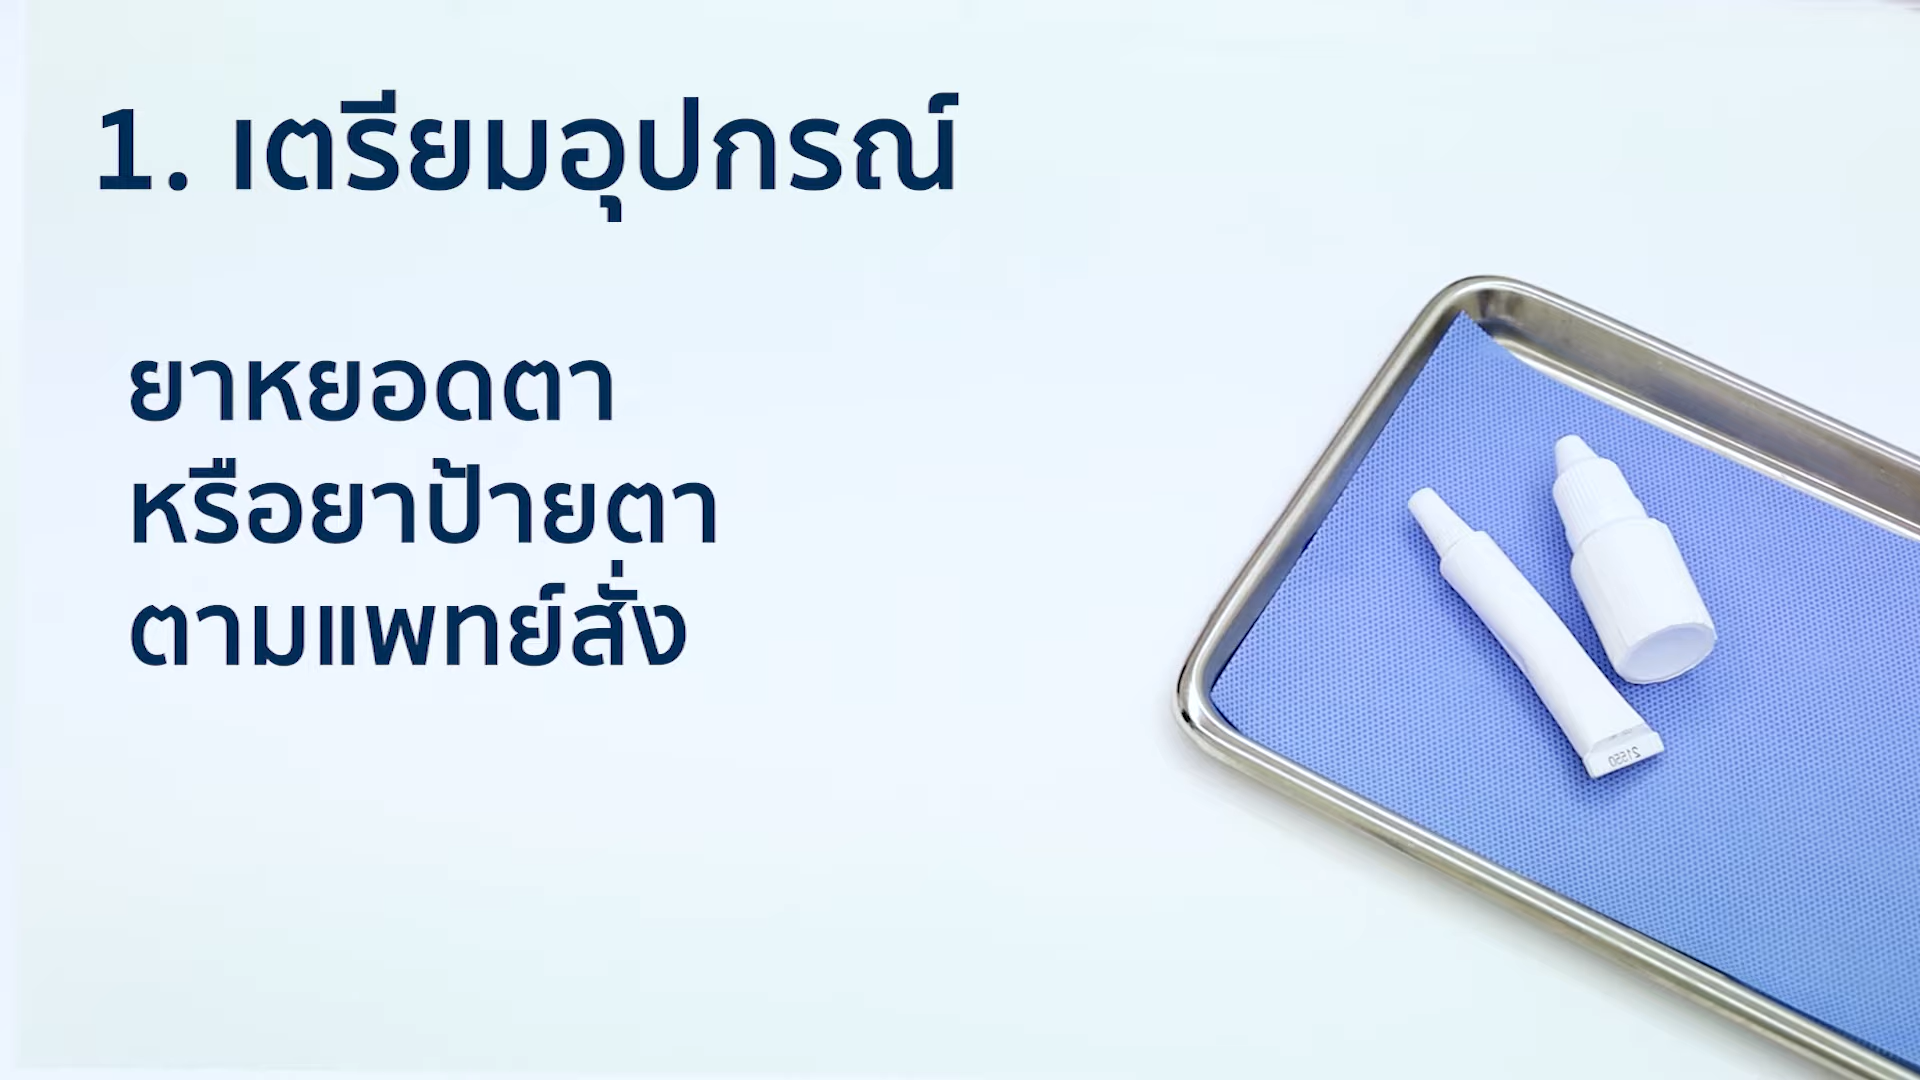 1. เตรียมอุปกรณ์
ยาหยอดตา
หรือยาป้ายตา
ตามแพทย์สั่ง